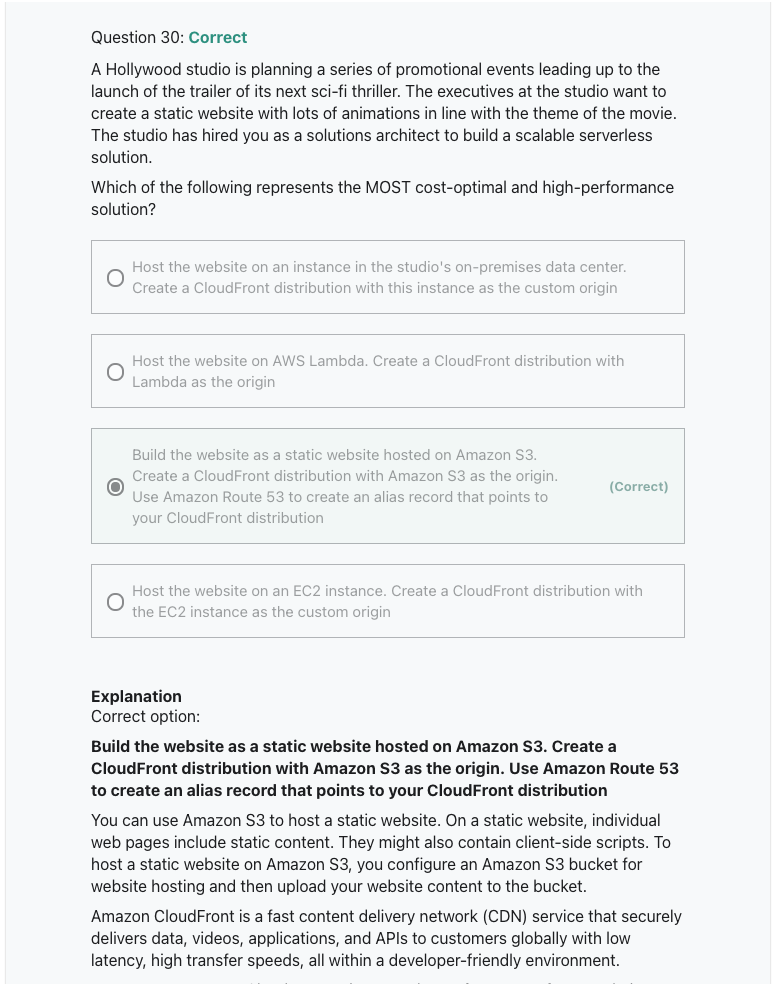 Question 30: Correct
A Hollywood studio is planning a series of promotional events leading up to the
launch of the trailer of its next sci-fi thriller. The executives at the studio want to
create a static website with lots of animations in line with the theme of the movie.
The studio has hired you as a solutions architect to build a scalable serverless
solution.
Which of the following represents the MOST cost-optimal and high-performance
solution?
Host the website on an instance in the studio's on-premises data center.
Create a CloudFront distribution with this instance as the custom origin
Host the website on AWS Lambda. Create a CloudFront distribution with
Lambda as the origin
Build the website as a static website hosted on Amazon S3.
Create a CloudFront distribution with Amazon S3 as the origin.
Use Amazon Route 53 to create an alias record that points to
your CloudFront distribution
(Correct)
Host the website on an EC2 instance. Create a CloudFront distribution with
the EC2 instance as the custom origin
Explanation
Correct option:
Build the website as a static website hosted on Amazon S3. Create a
CloudFront distribution with Amazon S3 as the origin. Use Amazon Route 53
to create an alias record that points to your CloudFront distribution
You can use Amazon S3 to host a static website. On a static website, individual
web pages include static content. They might also contain client-side scripts. To
host a static website on Amazon S3, you configure an Amazon S3 bucket for
website hosting and then upload your website content to the bucket.
Amazon CloudFront is a fast content delivery network (CDN) service that securely
delivers data, videos, applications, and APIs to customers globally with low
latency, high transfer speeds, all within a developer-friendly environment.